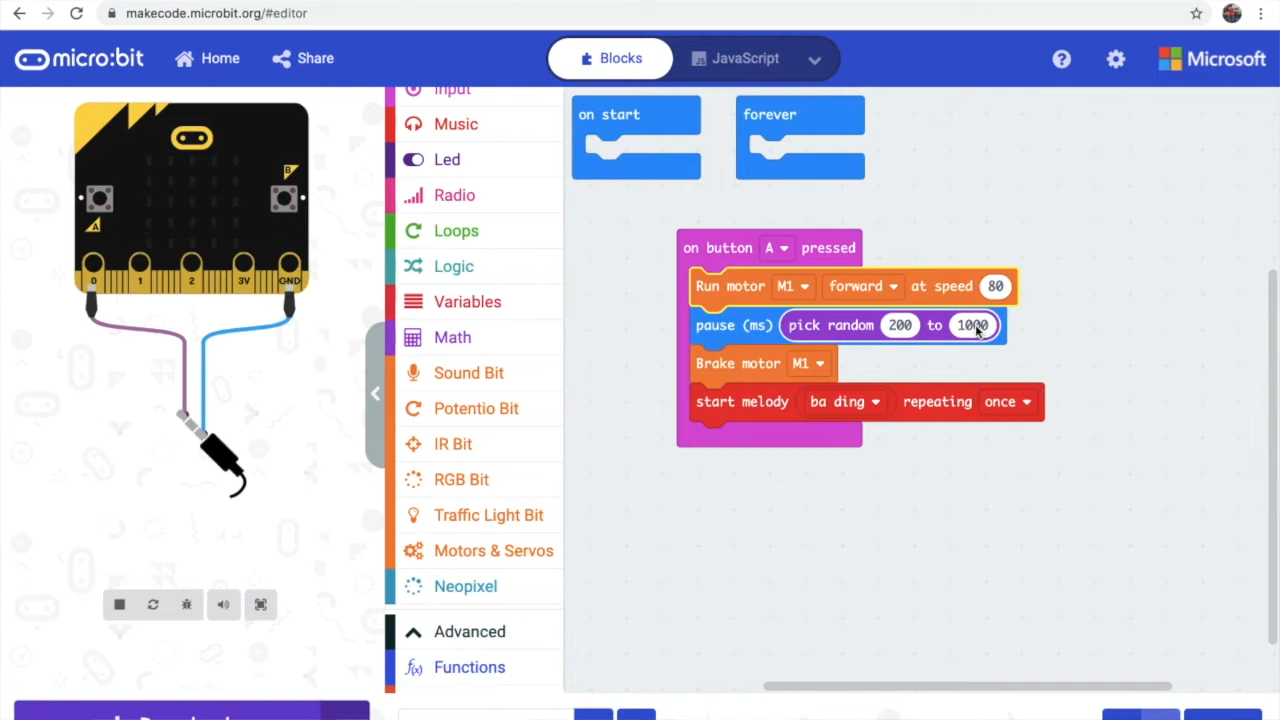 makecode.microbit.org/#editor
micro:bit
Home
Share
Blocks
JavaScript
Microsoft
Input
Music
Led
Radio
Loops
Logic
Variables
Math
Sound Bit
Potentio Bit
IR Bit
RGB Bit
Traffic Light Bit
Motors & Servos
Neopixel
Advanced
Functions
A
B
0 1 2 3V GND
on start
forever
on button A pressed
Run motor M1 forward at speed 80
pause (ms) pick random 200 to 1000
Brake motor M1
start melody ba ding repeating once